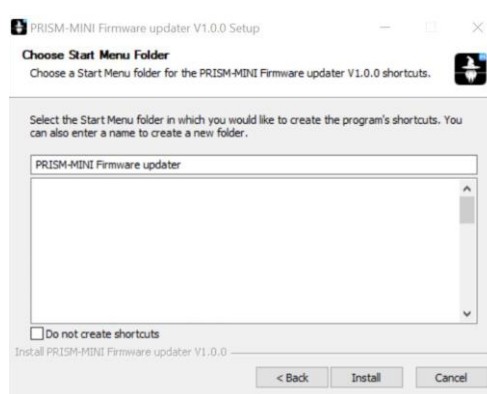 PRISM-MINI Firmware updater V1.0.0 Setup
Choose Start Menu Folder
Choose a Start Menu folder for the PRISM-MINI Firmware updater V1.0.0 shortcuts.
Select the Start Menu folder in which you would like to create the program's shortcuts. You
can also enter a name to create a new folder.
PRISM-MINI Firmware updater
Do not create shortcuts
Install PRISM-MINI Firmware updater V1.0.0
< Back Install Cancel